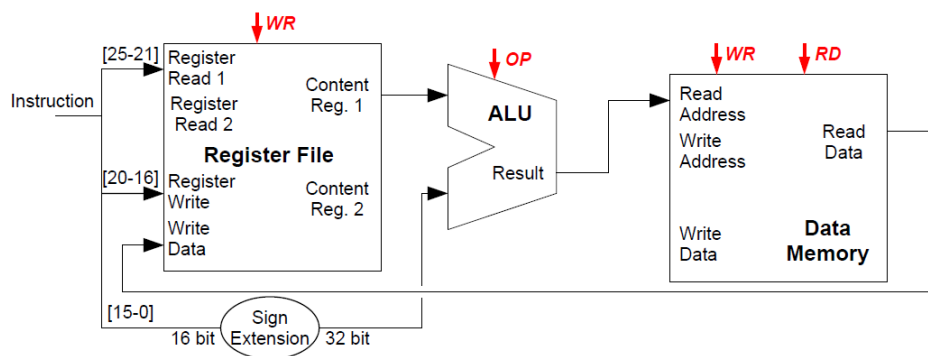 WR
[25-21]
Register
Read 1
Register
Read 2
Content
Reg. 1
Instruction
Register File
[20-16]
Register
Write
Content
Reg. 2
Write
Data
[15-0]
16 bit
Sign
Extension
32 bit
OP
ALU
Result
WR
RD
Read
Address
Write
Address
Read
Data
Write
Data
Data
Memory